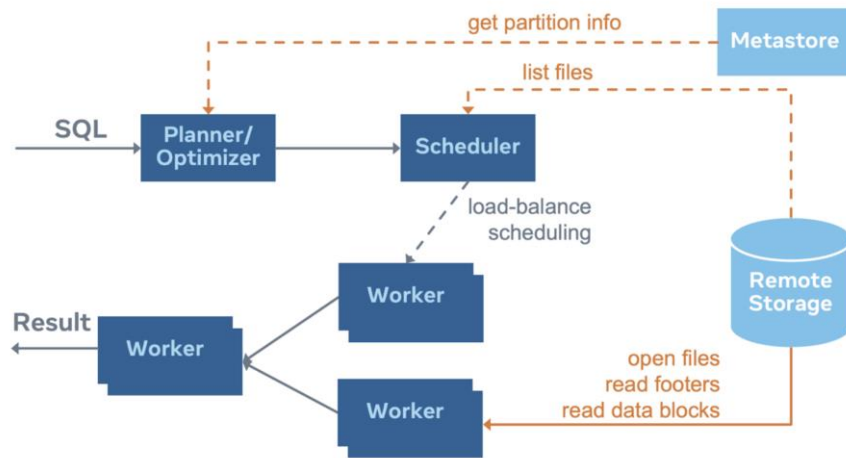 get partition info
Metastore
list files
SQL
Planner/
Optimizer
Scheduler
load-balance
scheduling
Remote
Storage
Worker
Result
Worker
open files
read footers
read data blocks
Worker